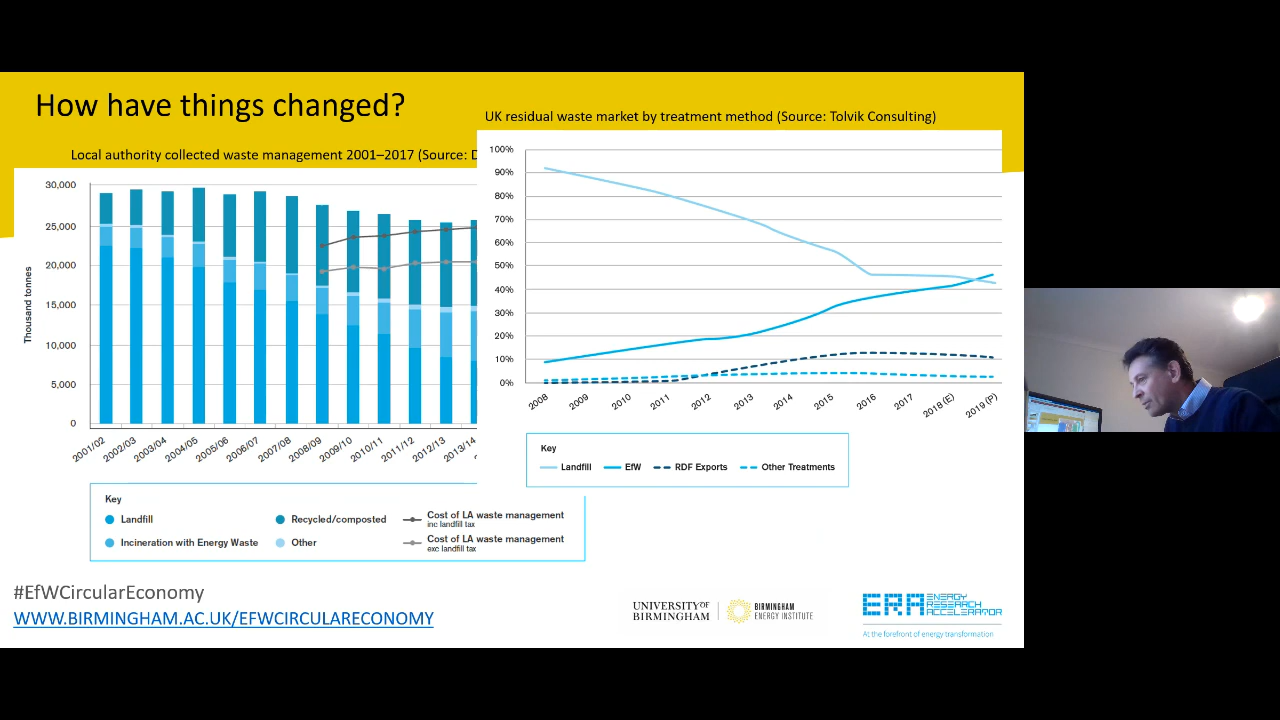 How have things changed?
UK residual waste market by treatment method (Source: Tolvik Consulting)
Local authority collected waste management 2001–2017 (Source: D
Thousand tonnes
30,000
25,000
20,000
15,000
10,000
5,000
0
2001/02
2002/03
2003/04
2004/05
2005/06
2006/07
2007/08
2008/09
2009/10
2010/11
2011/12
2012/13
2013/14
Key
Landfill
Recycled/composted
Cost of LA waste management
inc landfill tax
Incineration with Energy Waste
Other
Cost of LA waste management
exc landfill tax
100%
90%
80%
70%
60%
50%
40%
30%
20%
10%
0%
2008
2009
2010
2011
2012
2013
2014
2015
2016
2017
2018 (E)
2019 (P)
Key
Landfill
EfW
RDF Exports
Other Treatments
#EfWCircularEconomy
WWW.BIRMINGHAM.AC.UK/EFWCIRCULARECONOMY
UNIVERSITY OF
BIRMINGHAM
BIRMINGHAM
ENERGY INSTITUTE
ERA
ENERGY
RESEARCH
ACCELERATOR
At the forefront of energy transformation